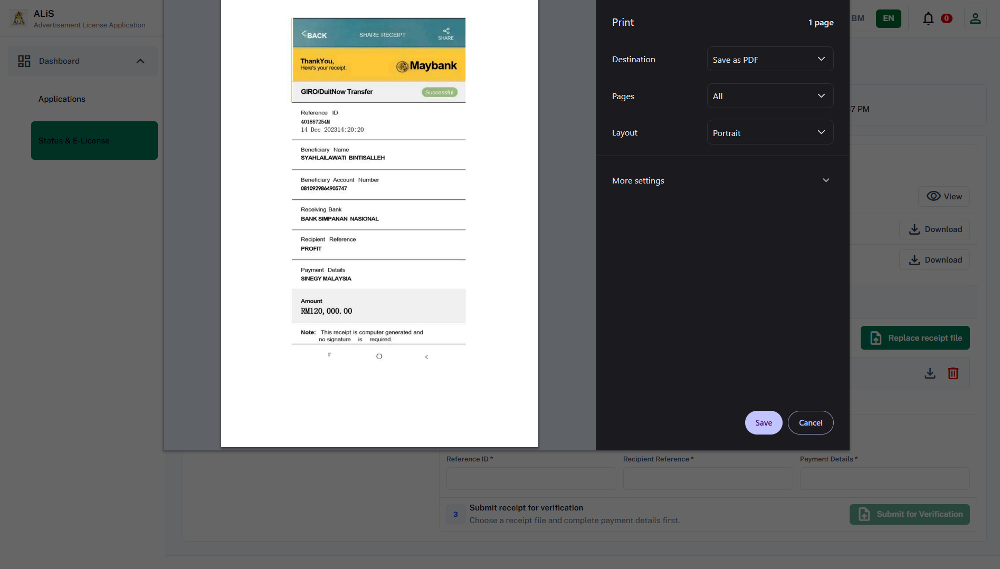 ALiS
Advertisement License Application
Dashboard
Applications
Status & E-License
BACK
SHARE RECEIPT
SHARE
ThankYou,
Here's your receipt.
Maybank
GIRO/DuitNow Transfer
Successful
Reference ID
401857254M
14 Dec 202314:20:20
Beneficiary Name
SYAHLAILAWATI BINTISALLEH
Beneficiary Account Number
0810929864905747
Receiving Bank
BANK SIMPANAN NASIONAL
Recipient Reference
PROFIT
Payment Details
SINEGY MALAYSIA
Amount
RM120,000.00
Note: This receipt is computer generated and
no signature is required.
Print
1 page
Destination
Save as PDF
Pages
All
Layout
Portrait
More settings
Save
Cancel
BM
EN
0
7 PM
View
Download
Download
Replace receipt file
Reference ID *
Recipient Reference *
Payment Details *
3
Submit receipt for verification
Choose a receipt file and complete payment details first.
Submit for Verification